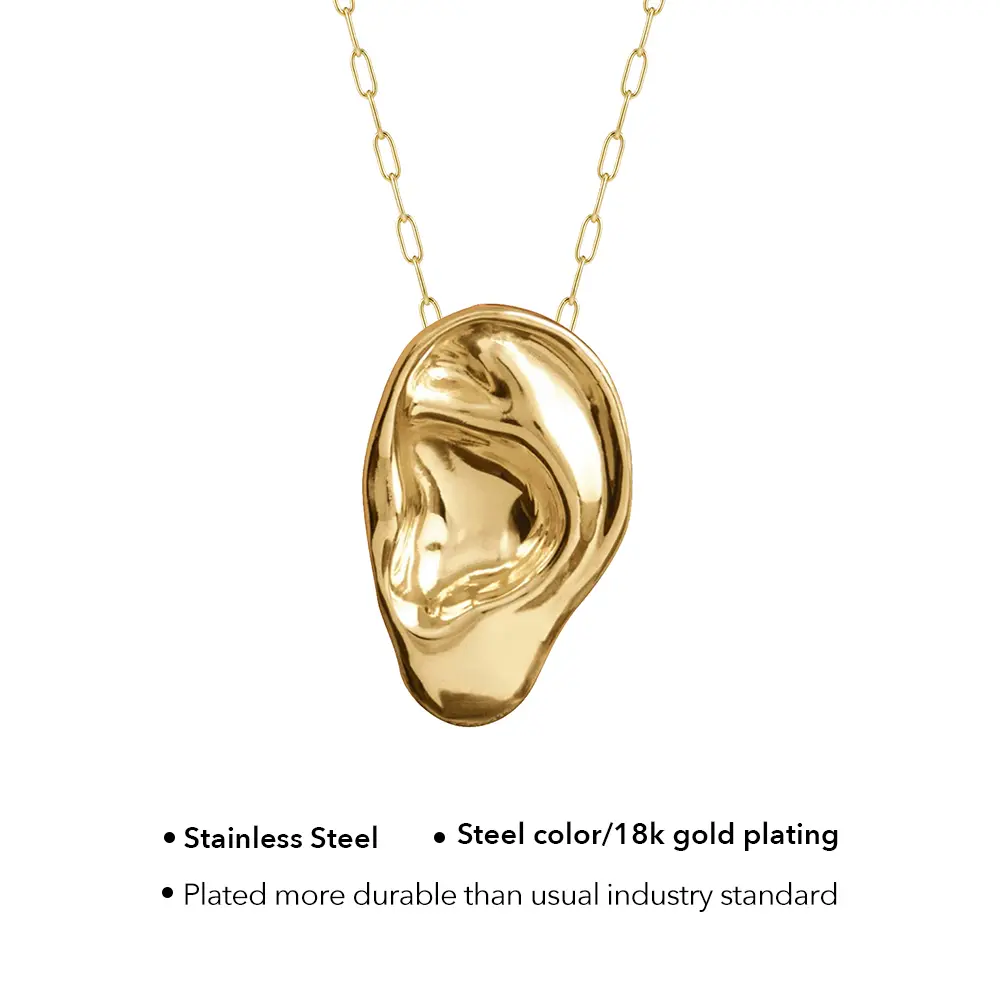 • Stainless Steel • Steel color/18k gold plating
• Plated more durable than usual industry standard